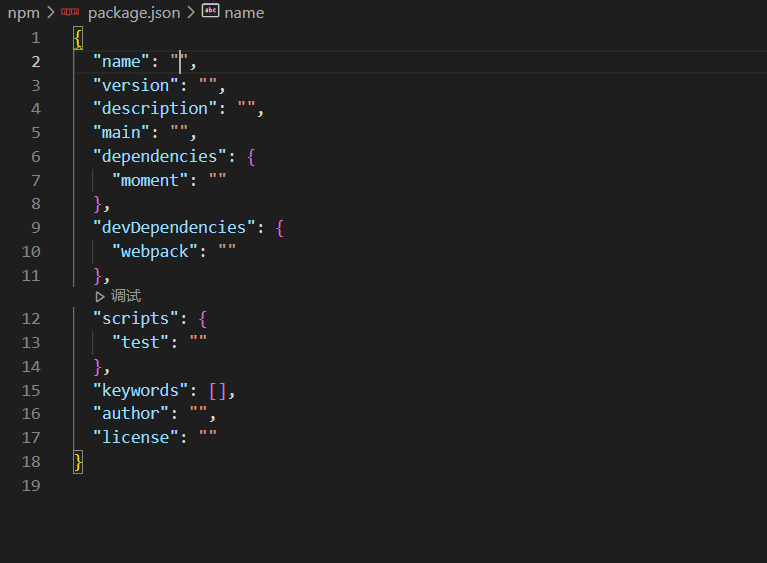 npm > package.json > name
1 {
2 "name": "",
3 "version": "",
4 "description": "",
5 "main": "",
6 "dependencies": {
7 "moment": ""
8 },
9 "devDependencies": {
10 "webpack": ""
11 },
调试
12 "scripts": {
13 "test": ""
14 },
15 "keywords": [],
16 "author": "",
17 "license": ""
18 }
19